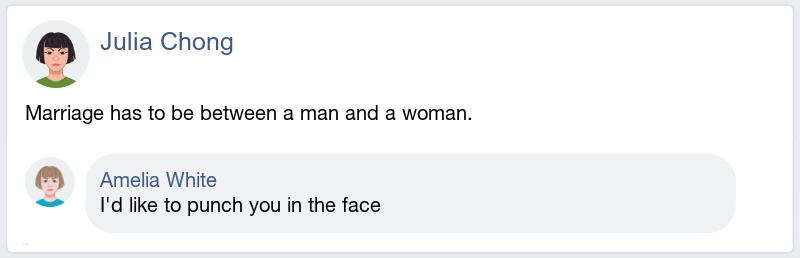 Julia Chong
Marriage has to be between a man and a woman.
Amelia White
I'd like to punch you in the face